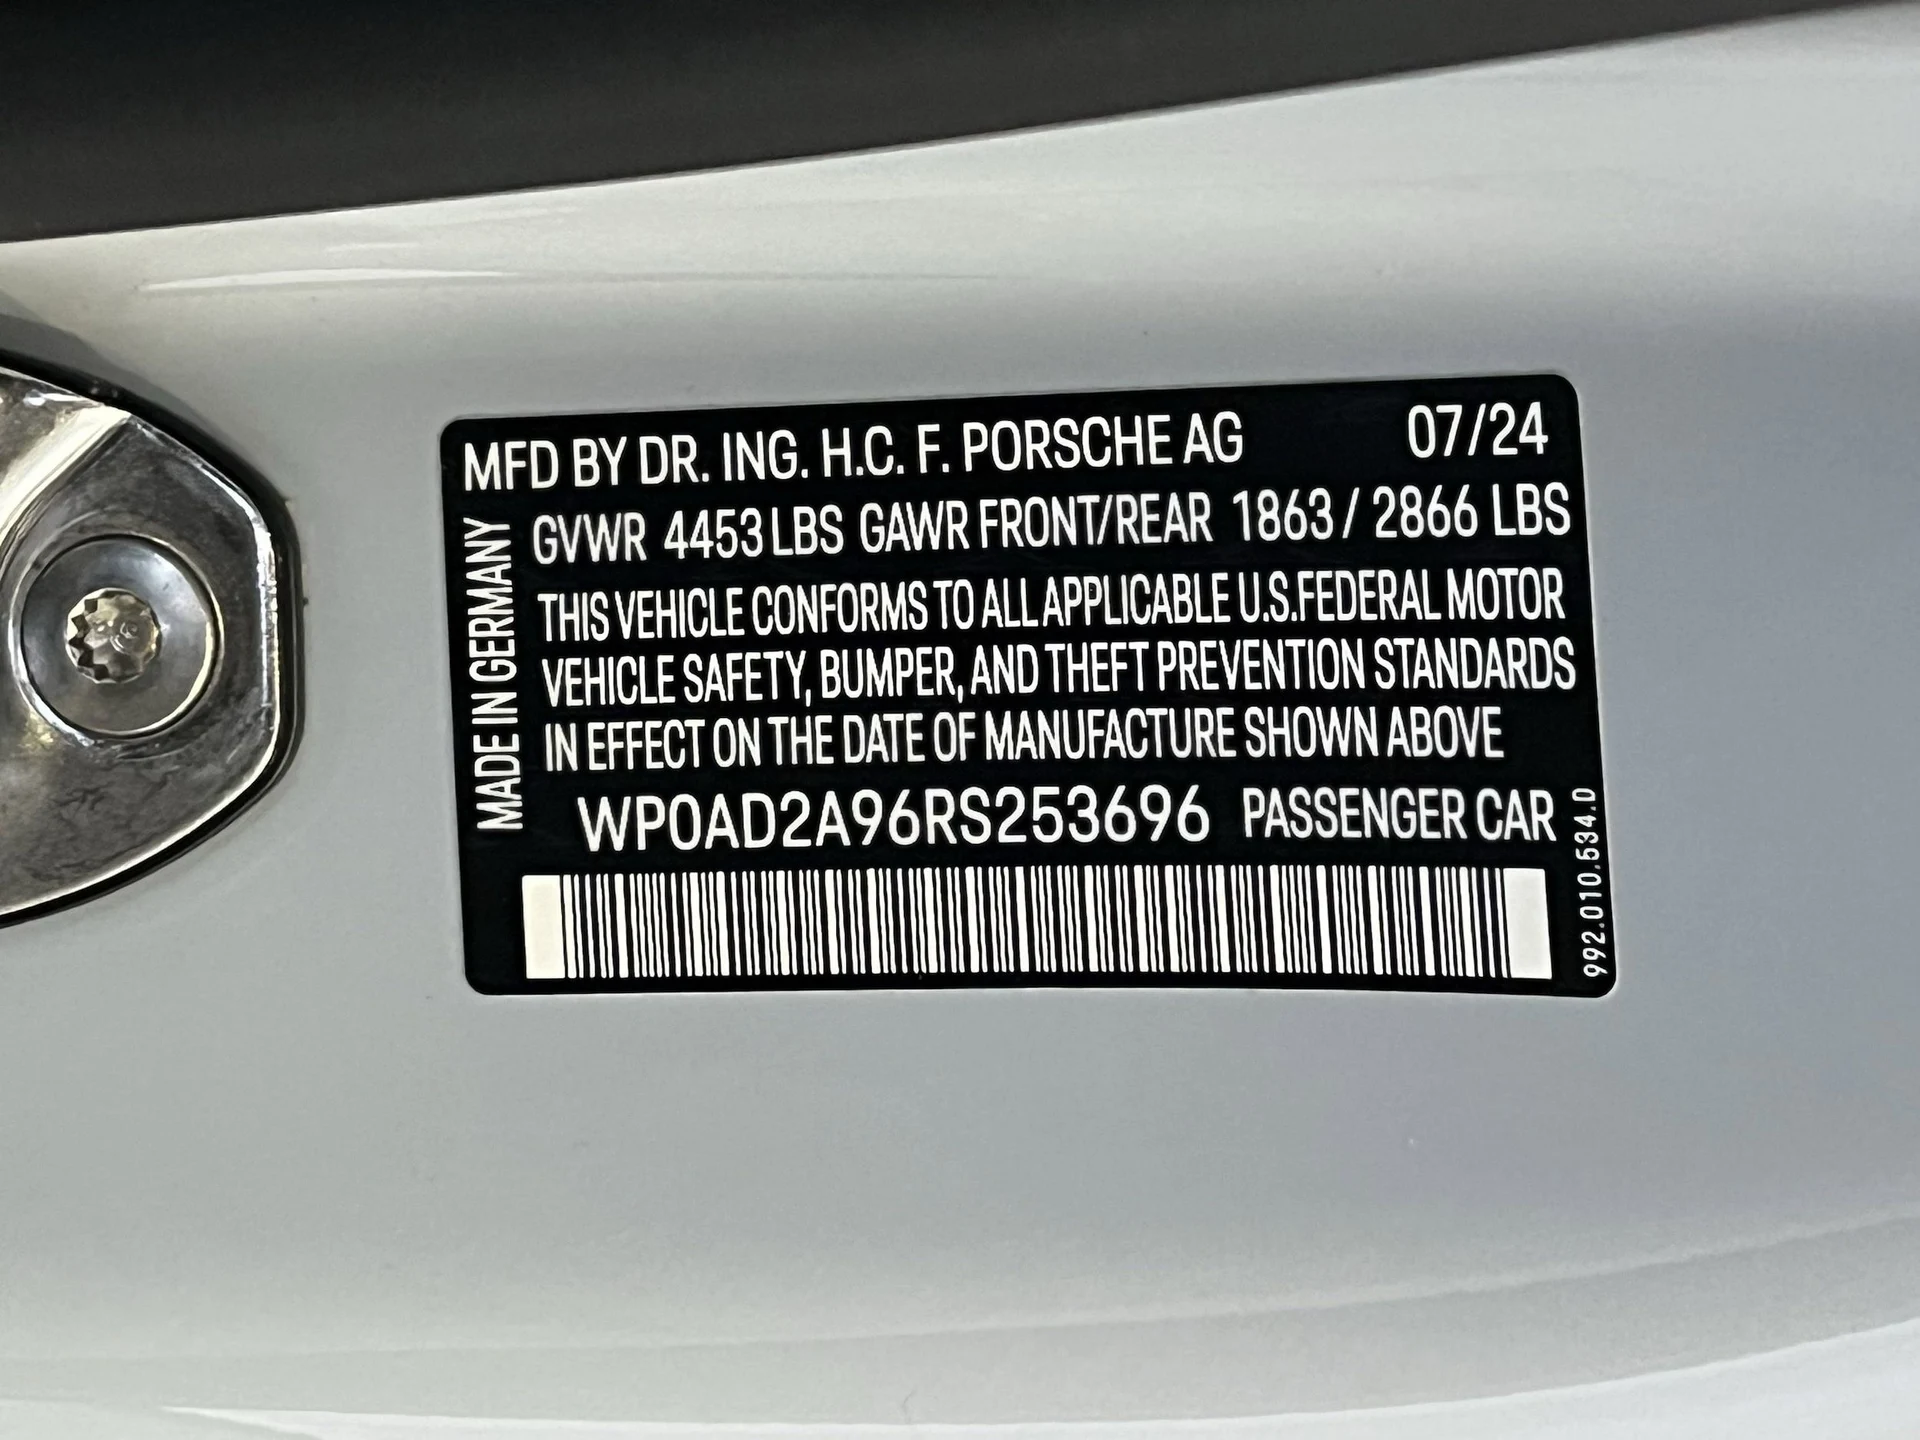 MFD BY DR. ING. H.C. F. PORSCHE AG 07/24
GVWR 4453 LBS GAWR FRONT/REAR 1863 / 2866 LBS
THIS VEHICLE CONFORMS TO ALL APPLICABLE U.S.FEDERAL MOTOR
VEHICLE SAFETY, BUMPER, AND THEFT PREVENTION STANDARDS
IN EFFECT ON THE DATE OF MANUFACTURE SHOWN ABOVE
WP0AD2A96RS253696 PASSENGER CAR
MADE IN GERMANY
992.010.534.0